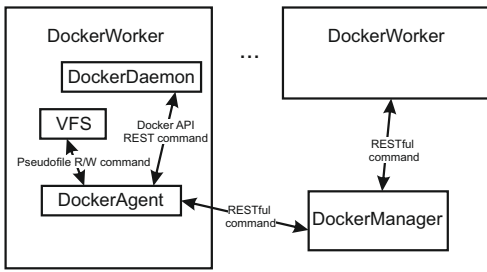 DockerWorker
...
DockerWorker
DockerDaemon
VFS
Docker API
REST command
Pseudofile R/W command
RESTful
command
DockerAgent
RESTful
command
DockerManager